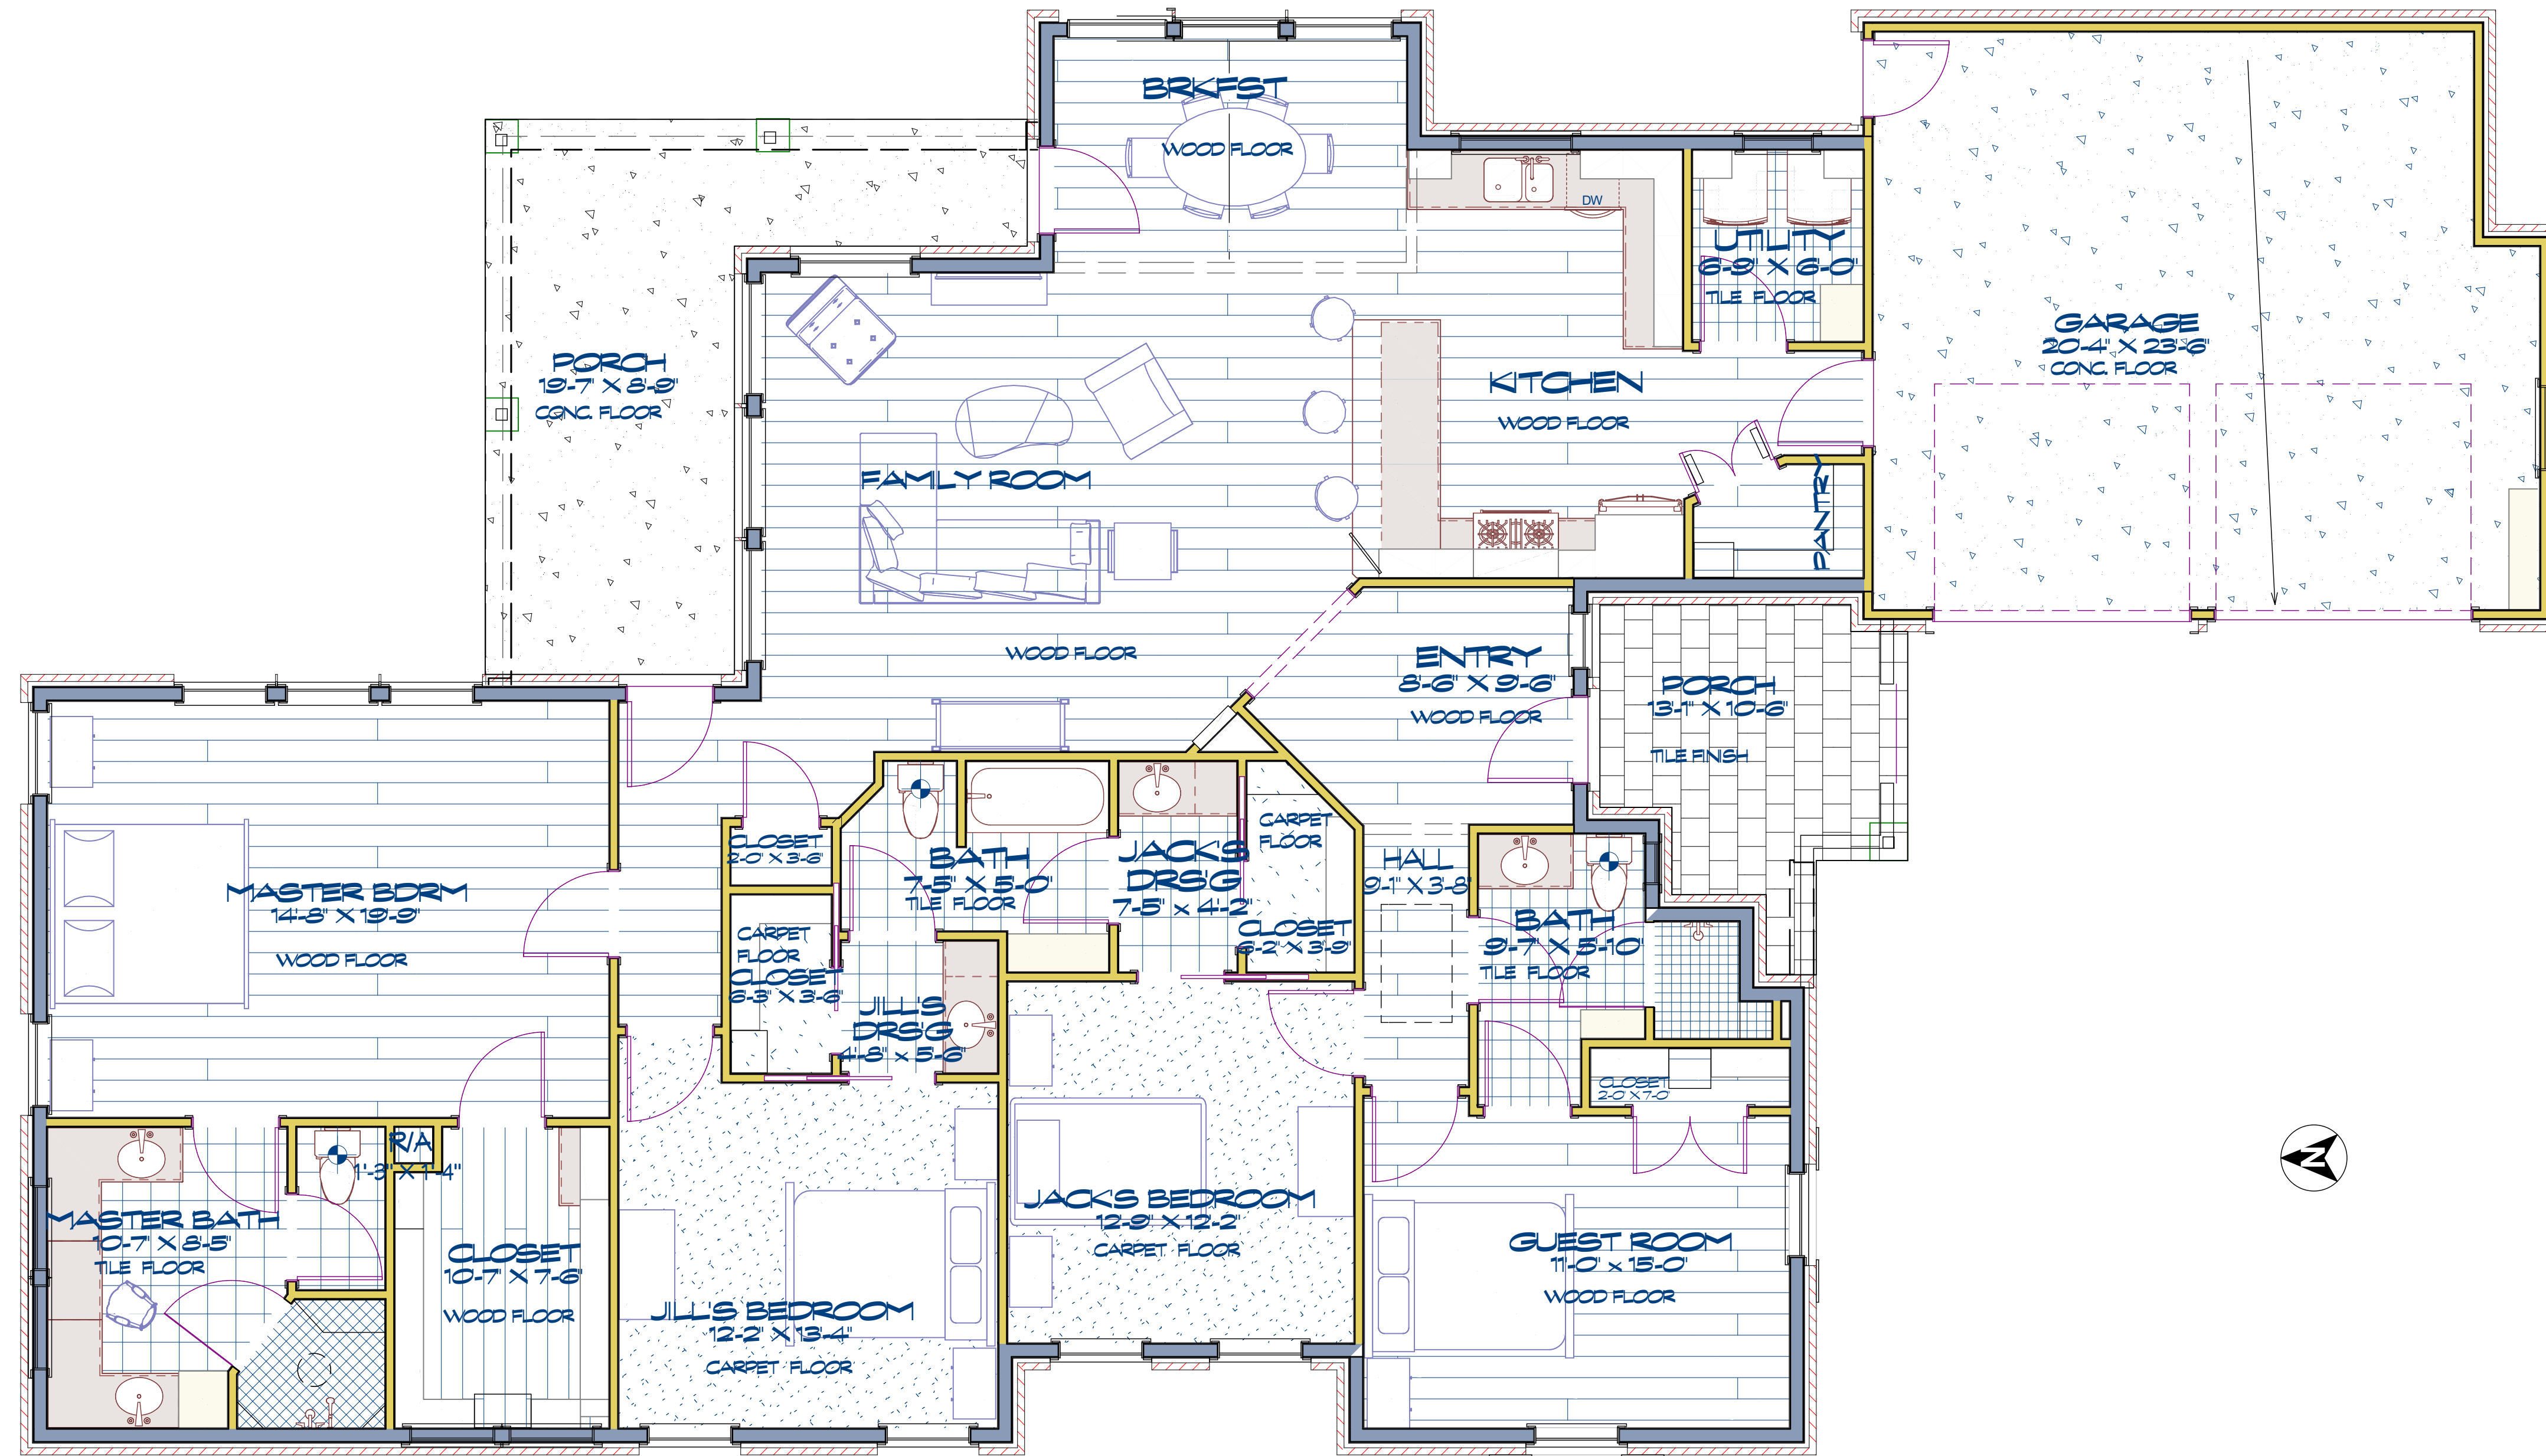 BRKFST
WOOD FLOOR
DW
UTILITY
6'-9" X 6'-0"
TILE FLOOR
GARAGE
20'-4" X 23'-6"
CONC. FLOOR
PORCH
19'-7" X 8'-9"
CONC. FLOOR
KITCHEN
WOOD FLOOR
FAMILY ROOM
PANTRY
WOOD FLOOR
ENTRY
8'-6" X 9'-6"
WOOD FLOOR
PORCH
13'-1" X 10'-6"
TILE FINISH
CLOSET
2'-0" X 3'-6"
BATH
7'-5" X 5'-0"
TILE FLOOR
JACK'S
DRS'G
7'-5" x 4'-2"
CARPET
FLOOR
CLOSET
6'-2" X 3'-9"
HALL
9'-1" X 3'-8"
BATH
9'-7" X 5'-10"
TILE FLOOR
MASTER BDRM
14'-8" X 19'-9"
WOOD FLOOR
CARPET
FLOOR
CLOSET
6'-3" X 3'-6"
JILL'S
DRS'G
4'-8" x 5'-6"
CLOSET
2'-0" X 7'-0"
R/A
1'-3" X 1'-4"
MASTER BATH
10'-7" X 8'-5"
TILE FLOOR
CLOSET
10'-7" X 7'-6"
WOOD FLOOR
JILL'S BEDROOM
12'-2" X 13'-4"
CARPET FLOOR
JACK'S BEDROOM
12'-9" X 12'-2"
CARPET FLOOR
GUEST ROOM
11'-0" x 15'-0"
WOOD FLOOR
N